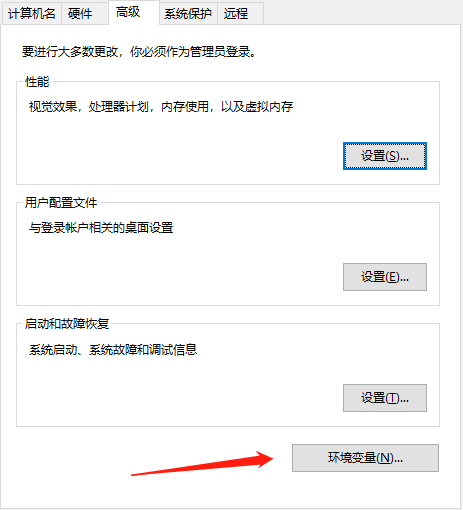 计算机名 硬件 高级 系统保护 远程
要进行大多数更改，你必须作为管理员登录。
性能
视觉效果，处理器计划，内存使用，以及虚拟内存
设置(S)...
用户配置文件
与登录帐户相关的桌面设置
设置(E)...
启动和故障恢复
系统启动、系统故障和调试信息
设置(T)...
环境变量(N)...